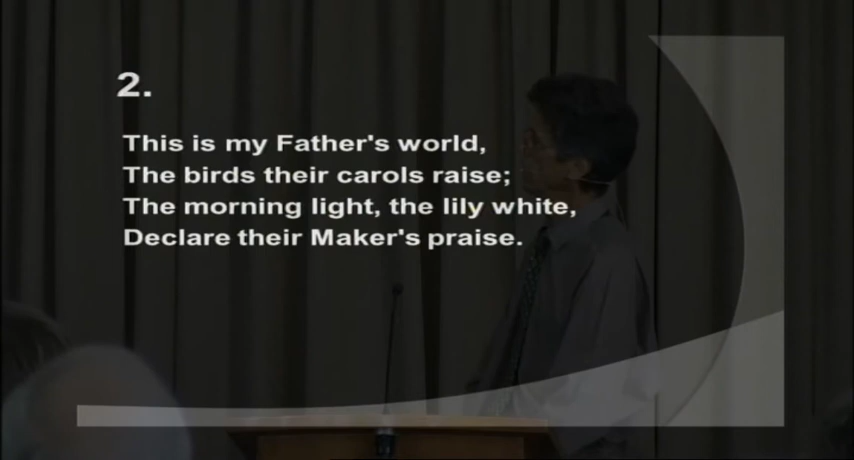 2.
This is my Father's world,
The birds their carols raise;
The morning light, the lily white,
Declare their Maker's praise.